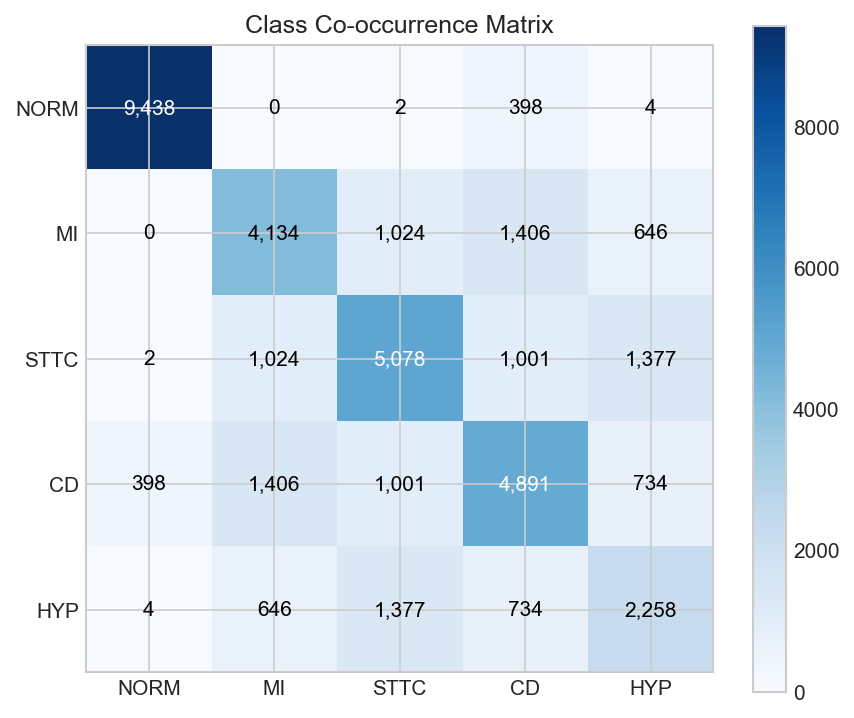 Class Co-occurrence Matrix
NORM 9,438 0 2 398 4
MI 0 4,134 1,024 1,406 646
STTC 2 1,024 5,078 1,001 1,377
CD 398 1,406 1,001 4,891 734
HYP 4 646 1,377 734 2,258
NORM MI STTC CD HYP
8000
6000
4000
2000
0